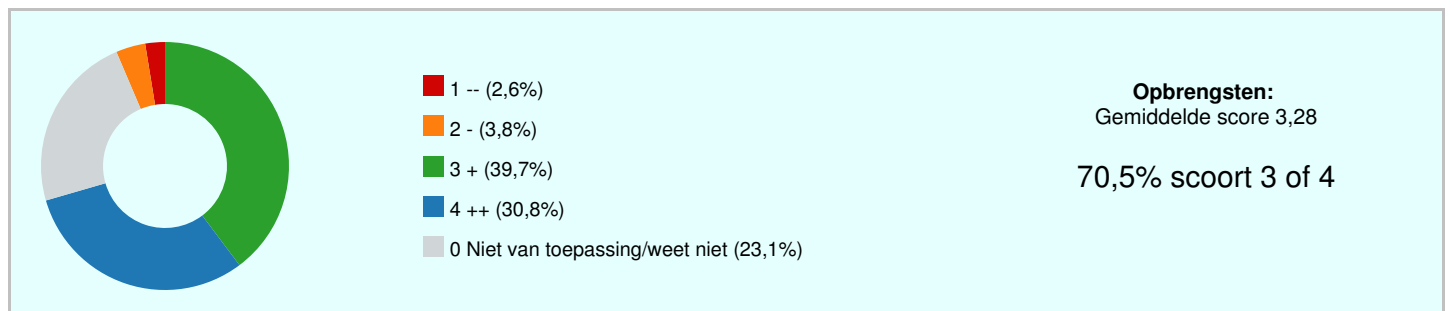 1 -- (2,6%)
2 - (3,8%)
3 + (39,7%)
4 ++ (30,8%)
0 Niet van toepassing/weet niet (23,1%)
Opbrengsten:
Gemiddelde score 3,28
70,5% scoort 3 of 4